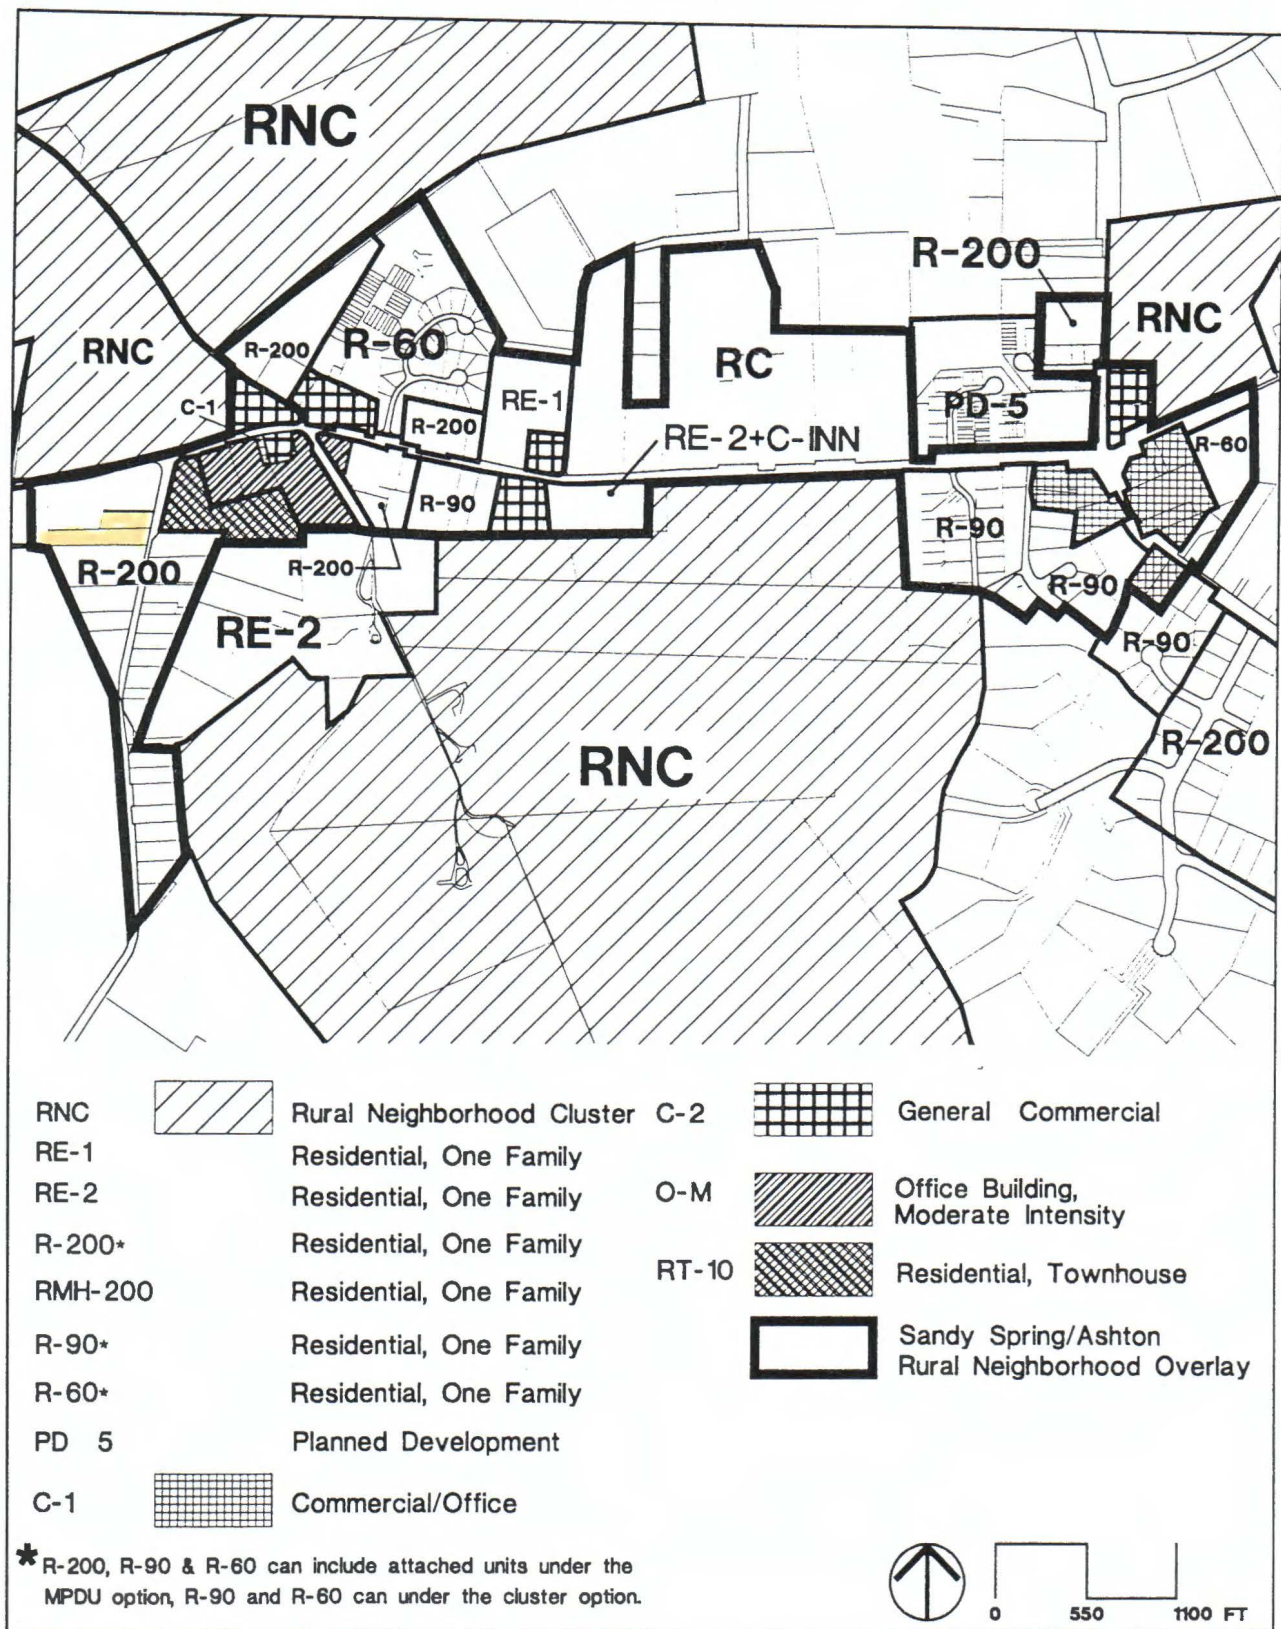 RNC
R-200
RNC
RNC
R-200
R-60
RC
C-1
RE-1
PD-5
R-200
RE-2+C-INN
R-60
R-90
R-90
R-200
R-200
R-90
RE-2
R-90
RNC
R-200
RNC Rural Neighborhood Cluster
RE-1 Residential, One Family
RE-2 Residential, One Family
R-200* Residential, One Family
RMH-200 Residential, One Family
R-90* Residential, One Family
R-60* Residential, One Family
PD 5 Planned Development
C-1 Commercial/Office
C-2 General Commercial
O-M Office Building,
Moderate Intensity
RT-10 Residential, Townhouse
Sandy Spring/Ashton
Rural Neighborhood Overlay
* R-200, R-90 & R-60 can include attached units under the
MPDU option, R-90 and R-60 can under the cluster option.
0 550 1100 FT